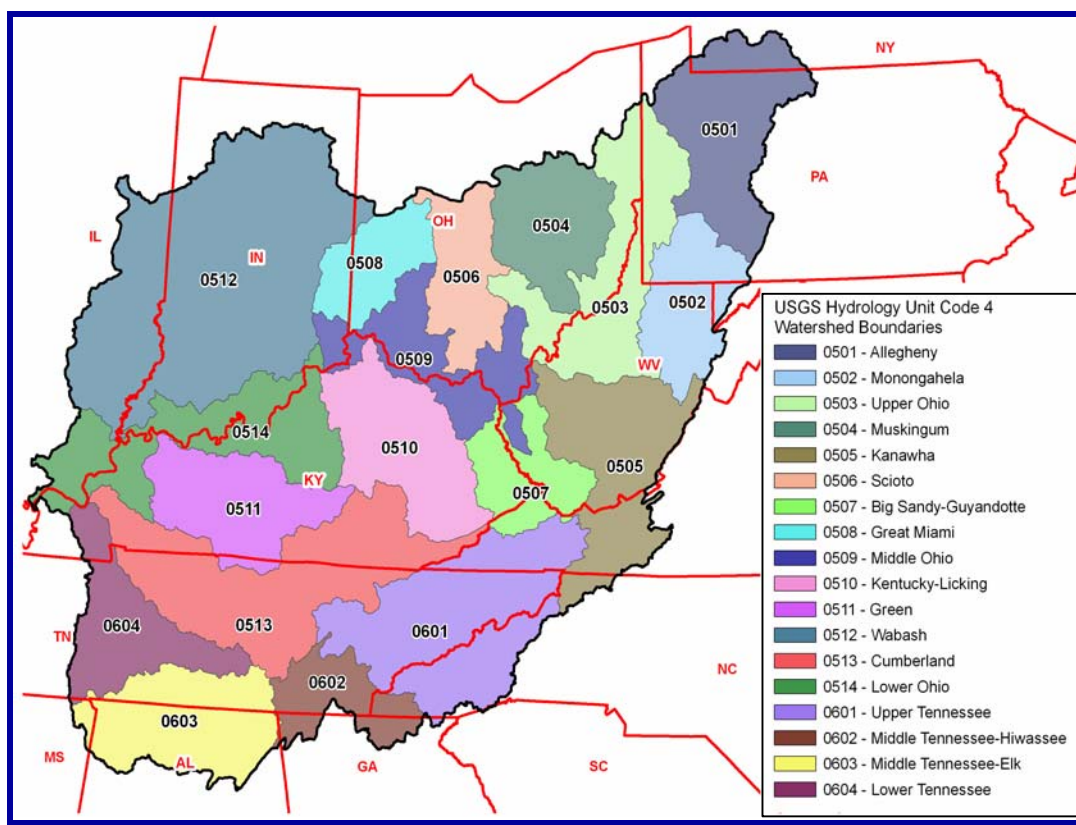 NY
0501
PA
IL
OH
0504
IN
0508
0506
0512
0503
0502
0509
WV
0514
0510
0505
KY
0507
0511
TN
0604
0513
0601
0602
NC
0603
MS
AL
GA
SC
USGS Hydrology Unit Code 4
Watershed Boundaries
0501 - Allegheny
0502 - Monongahela
0503 - Upper Ohio
0504 - Muskingum
0505 - Kanawha
0506 - Scioto
0507 - Big Sandy-Guyandotte
0508 - Great Miami
0509 - Middle Ohio
0510 - Kentucky-Licking
0511 - Green
0512 - Wabash
0513 - Cumberland
0514 - Lower Ohio
0601 - Upper Tennessee
0602 - Middle Tennessee-Hiwassee
0603 - Middle Tennessee-Elk
0604 - Lower Tennessee